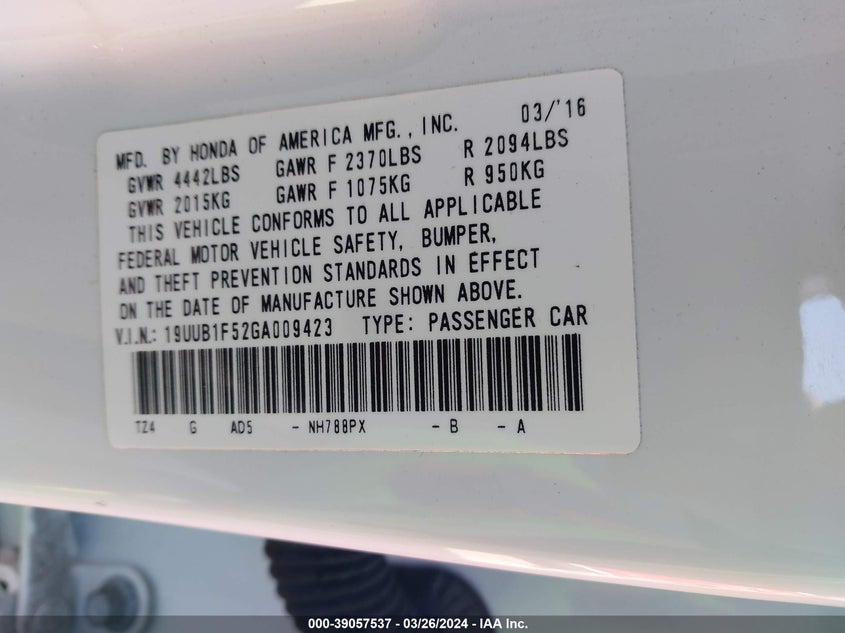 03/'16
MFD. BY HONDA OF AMERICA MFG., INC.
GVWR 4442LBS GAWR F 2370LBS R 2094LBS
GVWR 2015KG GAWR F 1075KG R 950KG
THIS VEHICLE CONFORMS TO ALL APPLICABLE
FEDERAL MOTOR VEHICLE SAFETY, BUMPER,
AND THEFT PREVENTION STANDARDS IN EFFECT
ON THE DATE OF MANUFACTURE SHOWN ABOVE.
V.I.N.: 19UUB1F52GA009423 TYPE: PASSENGER CAR
TZ4 G AD5 - NH788PX - B - A
000-39057537 / 03/26/2024 - IAA Inc.